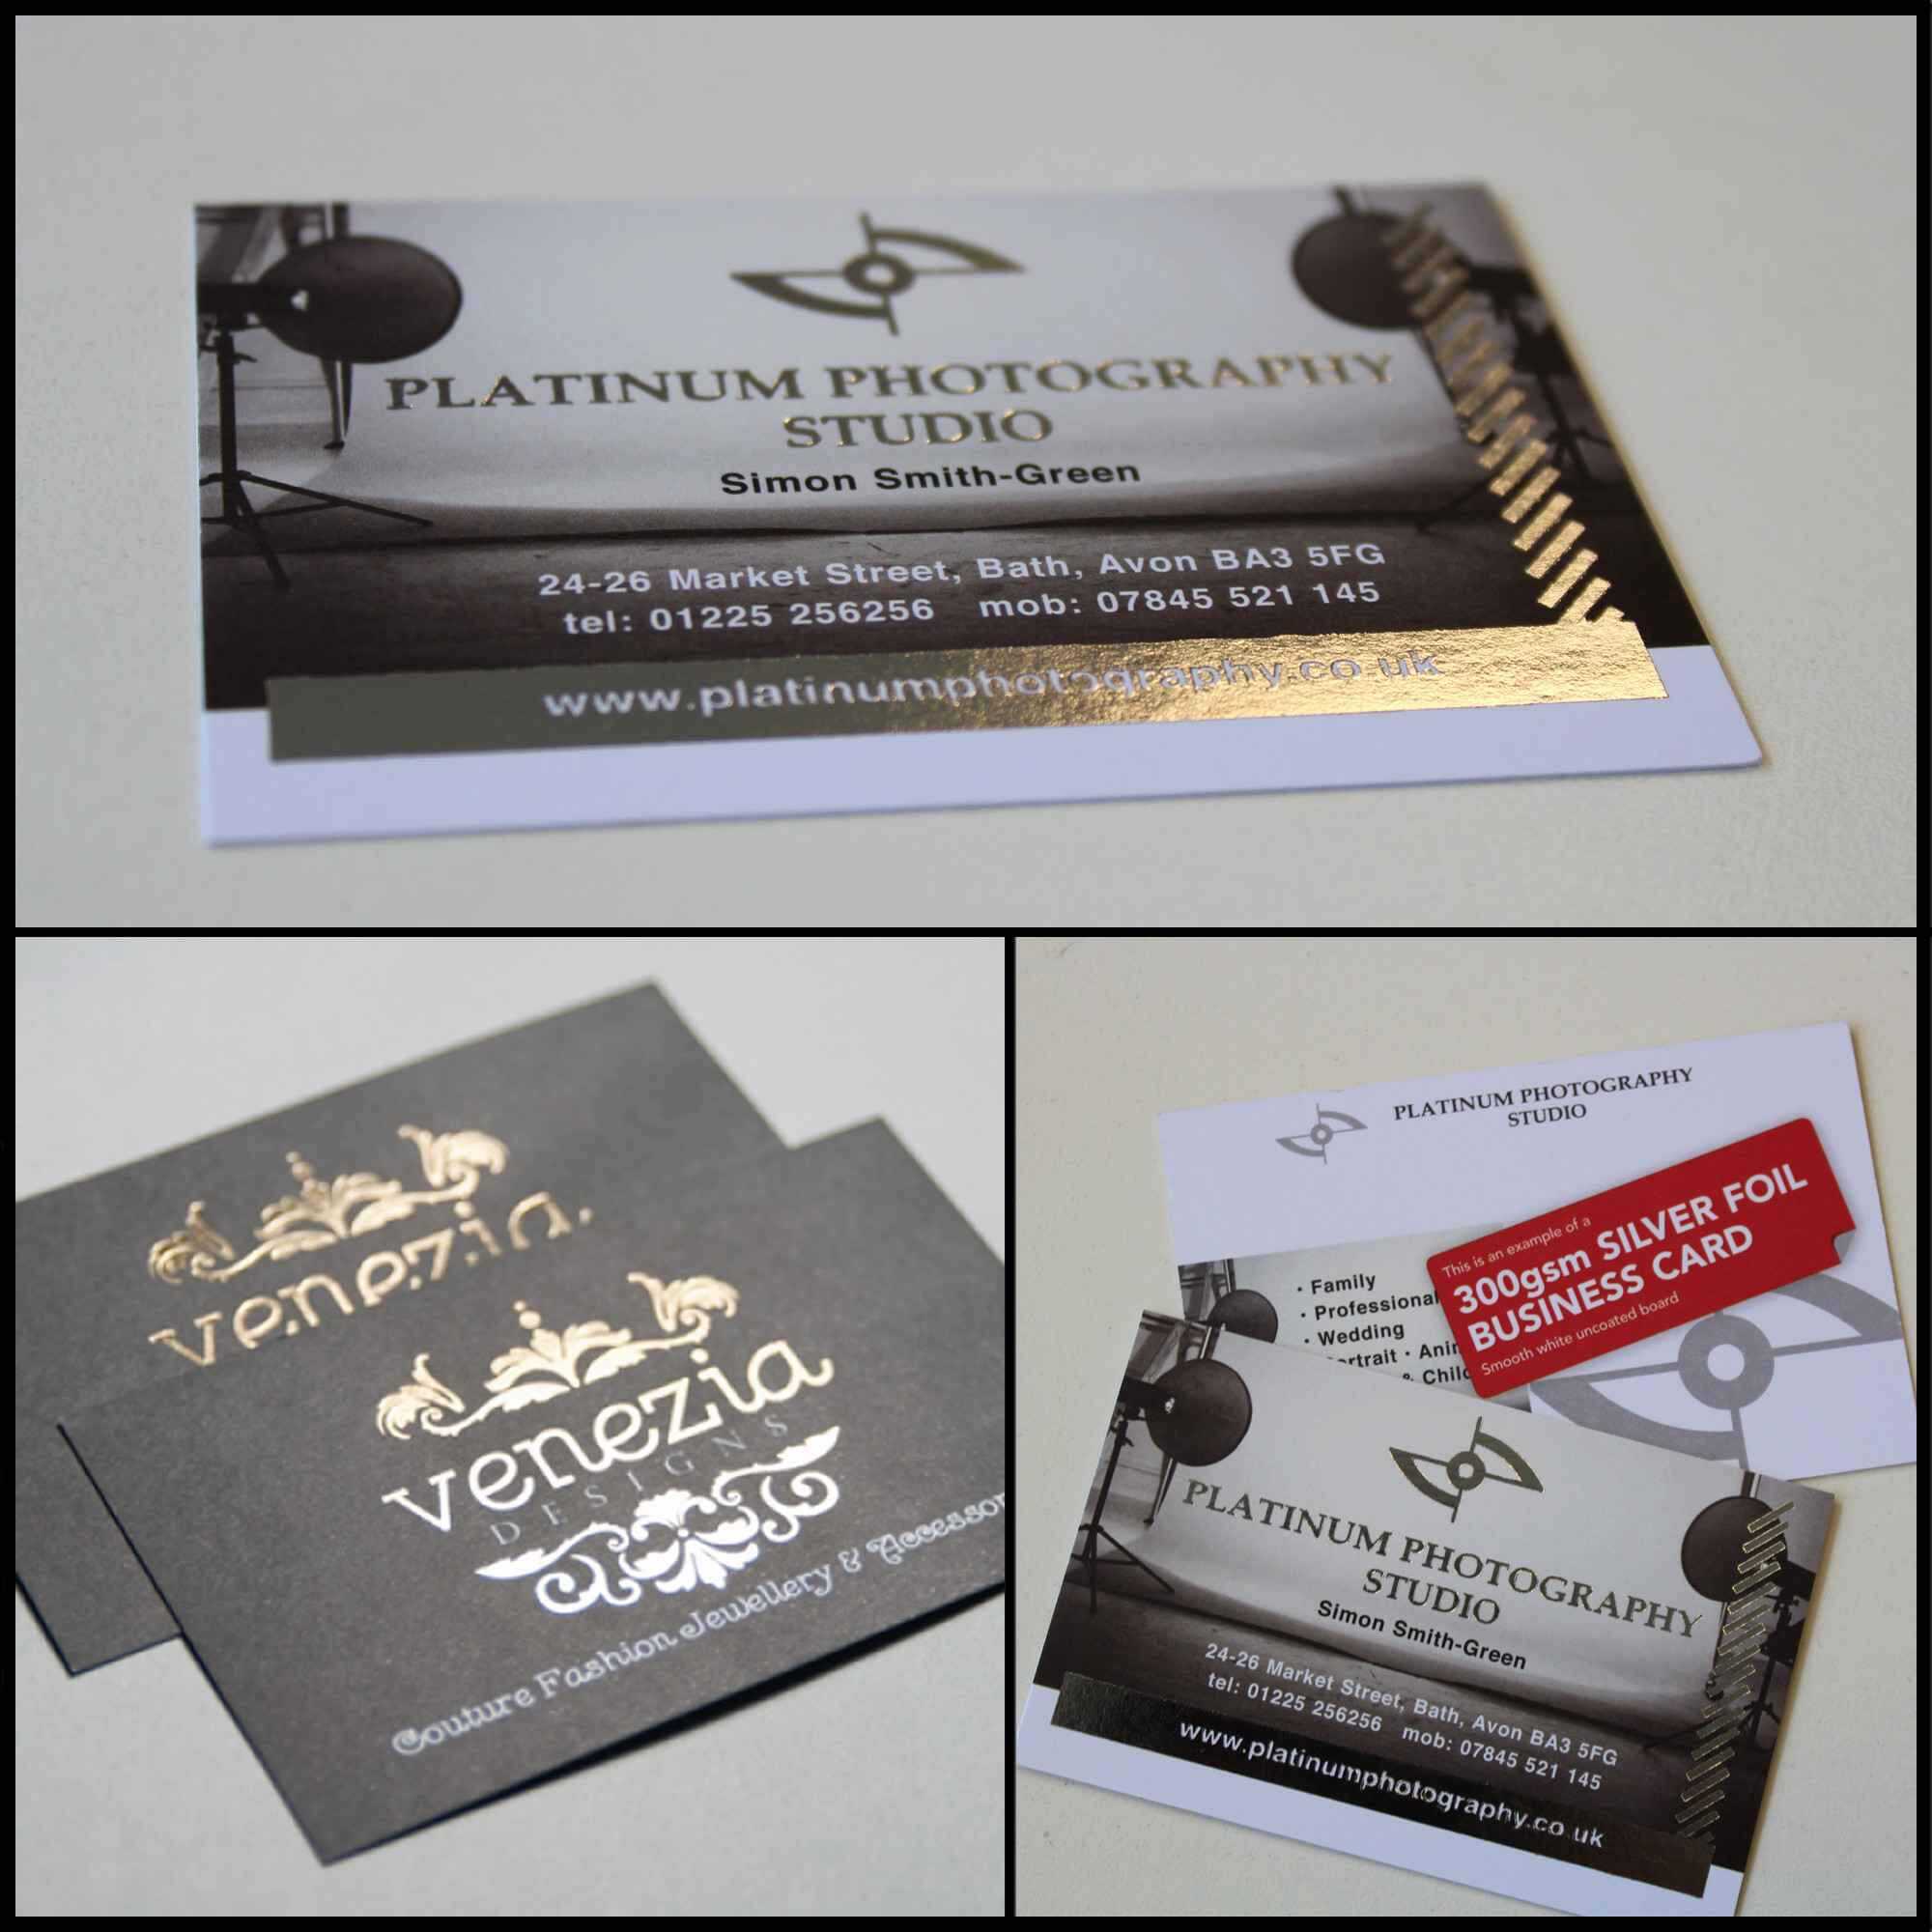 PLATINUM PHOTOGRAPHY
STUDIO
Simon Smith-Green
24-26 Market Street, Bath, Avon BA3 5FG
tel: 01225 256256 mob: 07845 521 145
www.platinumphotography.co.uk
venezia
venezia
DESIGNS
Couture Fashion Jewellery & Accessor
PLATINUM PHOTOGRAPHY
STUDIO
This is an example of a
300gsm SILVER FOIL
BUSINESS CARD
Smooth white uncoated board
· Family
· Professional
· Wedding
rtrait · Anim
& Child
PLATINUM PHOTOGRAPHY
STUDIO
Simon Smith-Green
24-26 Market Street, Bath, Avon BA3 5FG
tel: 01225 256256 mob: 07845 521 145
www.platinumphotography.co.uk